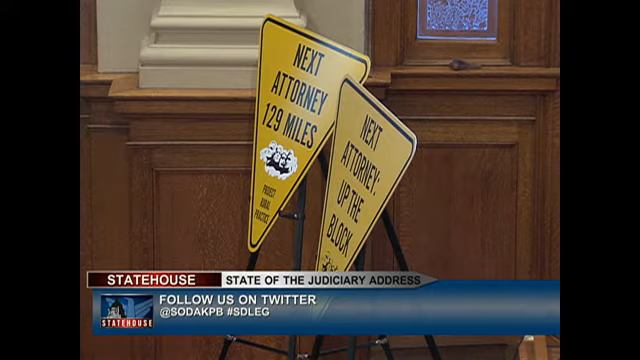 NEXT
ATTORNEY
129 MILES
PROJECT
RURAL
PRACTICE
NEXT
ATTORNEY:
UP THE
BLOCK
STATEHOUSE
STATE OF THE JUDICIARY ADDRESS
STATEHOUSE
FOLLOW US ON TWITTER
@SODAKPB #SDLEG